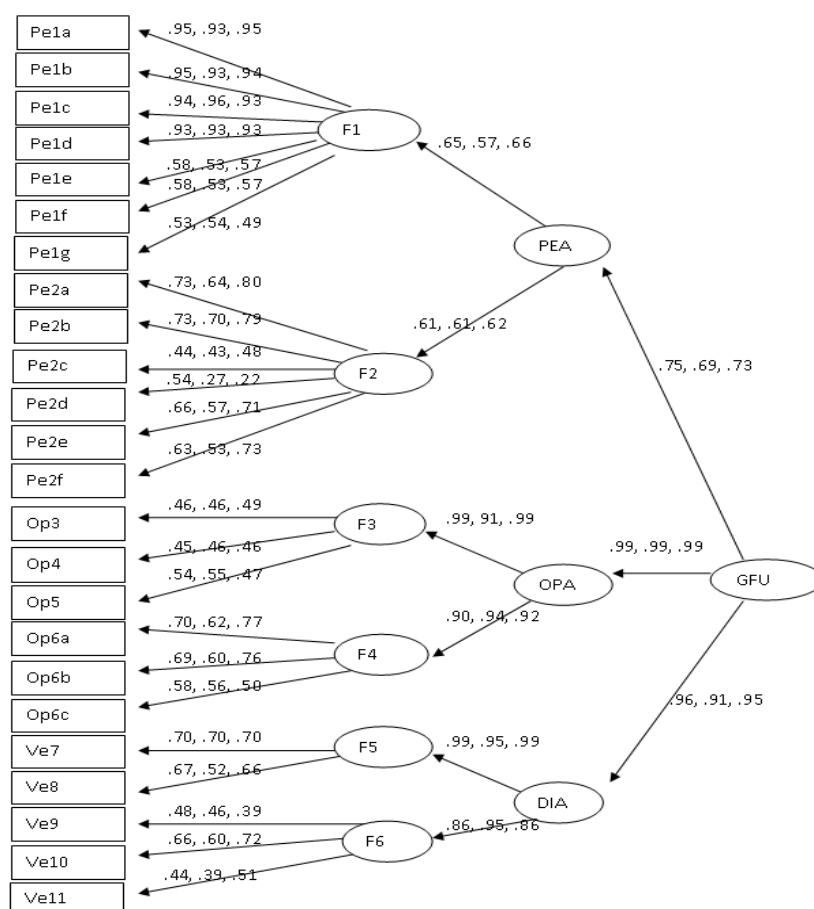 Pe1a
.95, .93, .95
Pe1b
.95, .93, .94
Pe1c
.94, .96, .93
F1
Pe1d
.93, .93, .93
.65, .57, .66
Pe1e
.58, .53, .57
.58, .53, .57
Pe1f
.53, .54, .49
Pe1g
PEA
Pe2a
.73, .64, .80
Pe2b
.73, .70, .79
.61, .61, .62
Pe2c
.44, .43, .48
F2
.75, .69, .73
.54, .27, .22
Pe2d
.66, .57, .71
Pe2e
.63, .53, .73
Pe2f
.46, .46, .49
Op3
F3
.99, 91, .99
.45, .46, .46
.99, .99, .99
Op4
.54, .55, .47
OPA
GFU
Op5
.70, .62, .77
.90, .94, .92
Op6a
F4
.69, .60, .76
Op6b
.58, .56, .50
Op6c
.96, .91, .95
Ve7
.70, .70, .70
F5
.99, .95, .99
.67, .52, .66
Ve8
DIA
.48, .46, .39
Ve9
.86, .95, .86
.66, .60, .72
F6
Ve10
.44, .39, .51
Ve11